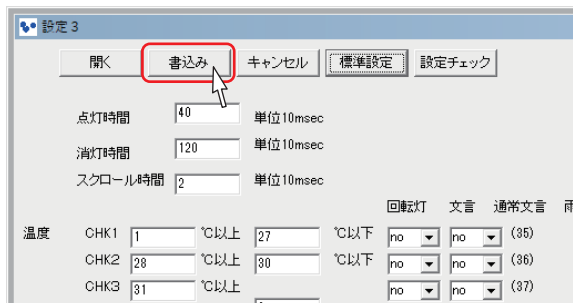 設定3
開く 書込み キャンセル 標準設定 設定チェック
点灯時間 40 単位10msec
消灯時間 120 単位10msec
スクロール時間 2 単位10msec
回転灯 文言 通常文言 雨
温度 CHK1 1 ℃以上 27 ℃以下 no no (35)
CHK2 28 ℃以上 30 ℃以下 no no (36)
CHK3 31 ℃以上 no no (37)